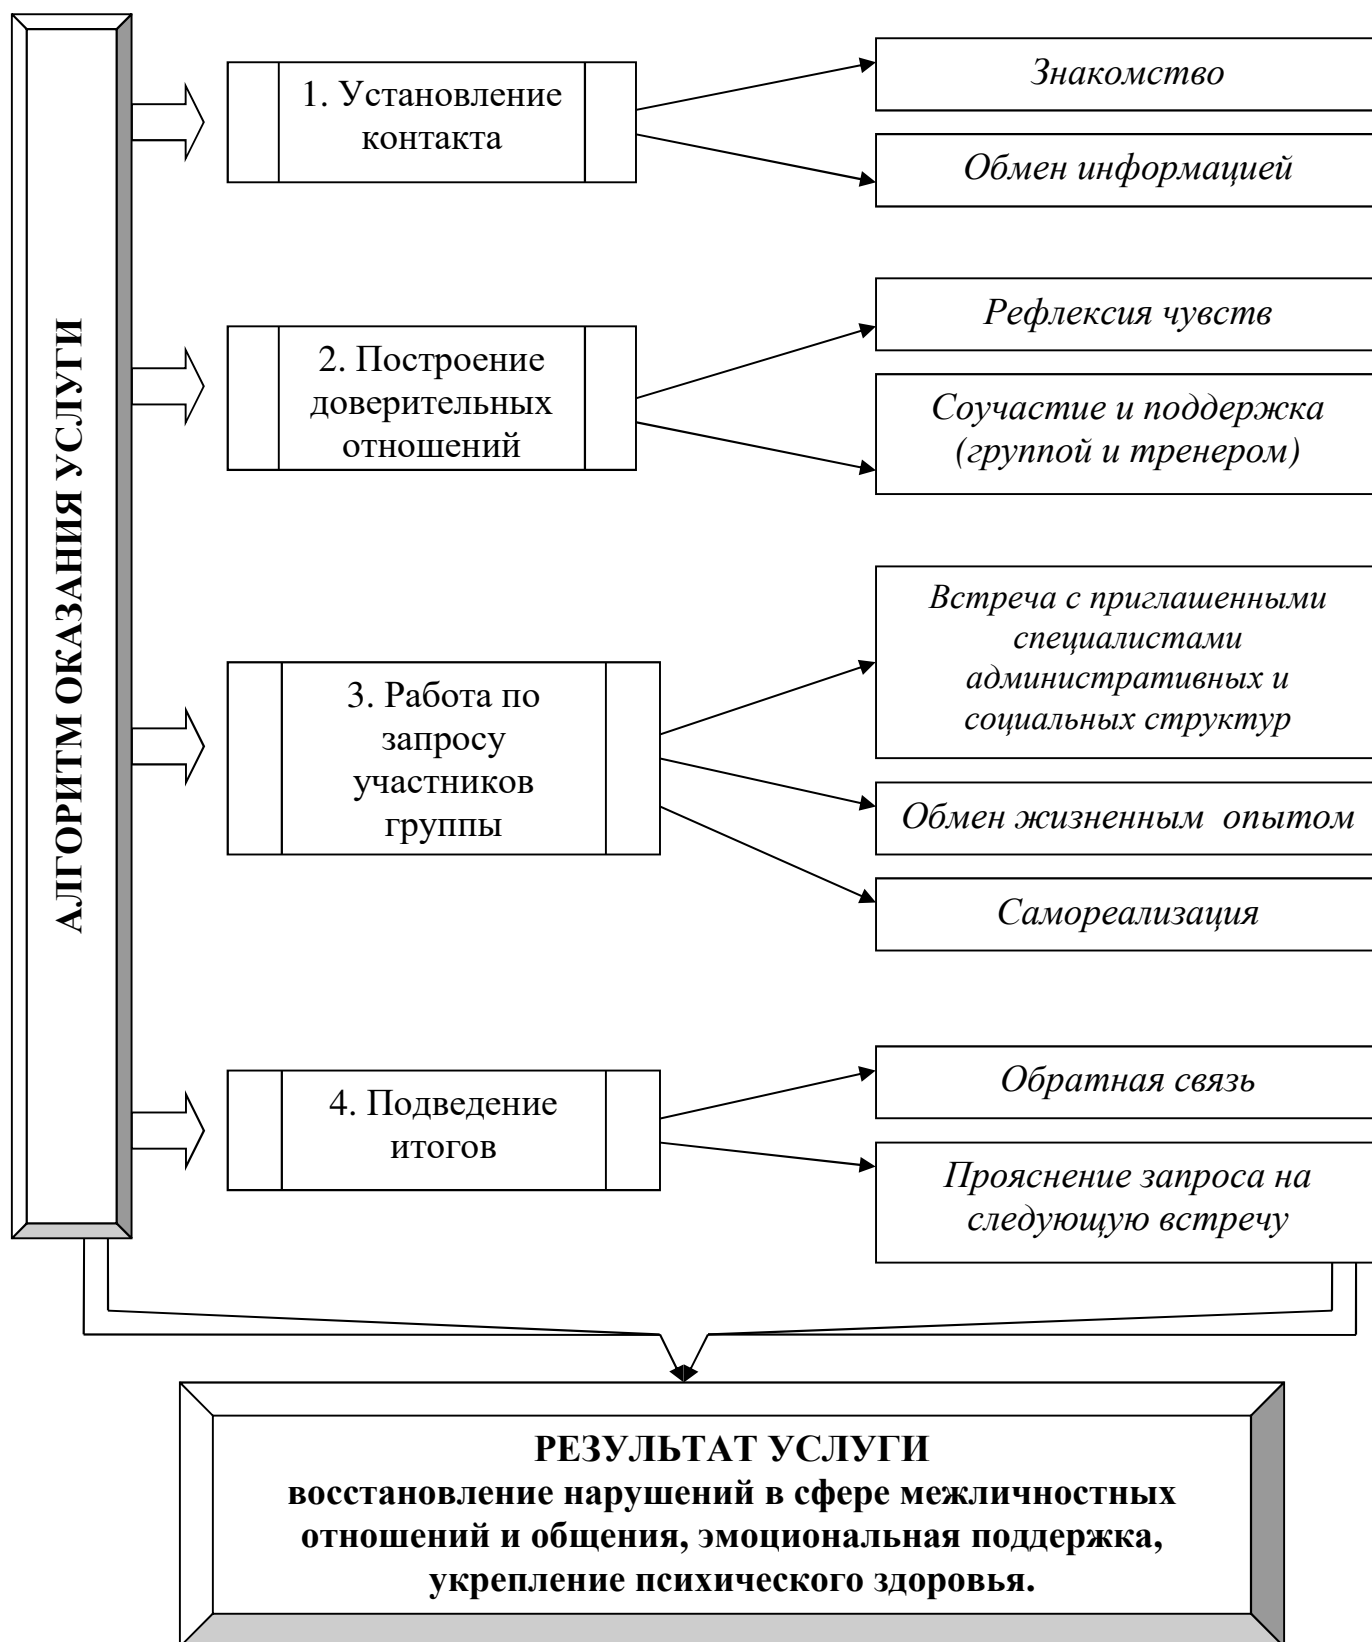 АЛГОРИТМ ОКАЗАНИЯ УСЛУГИ
1. Установление
контакта
Знакомство
Обмен информацией
2. Построение
доверительных
отношений
Рефлексия чувств
Соучастие и поддержка
(группой и тренером)
3. Работа по
запросу
участников
группы
Встреча с приглашенными
специалистами
административных и
социальных структур
Обмен жизненным опытом
Самореализация
4. Подведение
итогов
Обратная связь
Прояснение запроса на
следующую встречу
РЕЗУЛЬТАТ УСЛУГИ
восстановление нарушений в сфере межличностных
отношений и общения, эмоциональная поддержка,
укрепление психического здоровья.